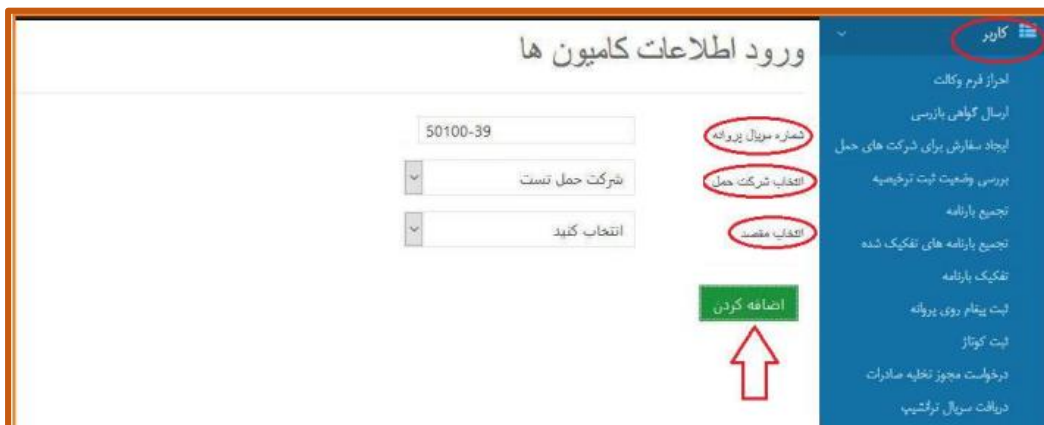 کاربر
احراز فرم وکالت
ارسال گواهی بازرسی
ایجاد سفارش برای شرکت های حمل
بررسی وضعیت ثبت ترخیصیه
تجمیع بارنامه
تجمیع بارنامه های تفکیک شده
تفکیک بارنامه
ثبت پیغام روی پروانه
ثبت کوتاژ
درخواست مجوز تخلیه صادرات
دریافت سریال ترانشیپ
ورود اطلاعات کامیون ها
شماره سریال پروانه
50100-39
انتخاب شرکت حمل
شرکت حمل تست
انتخاب مقصد
انتخاب کنید
اضافه کردن